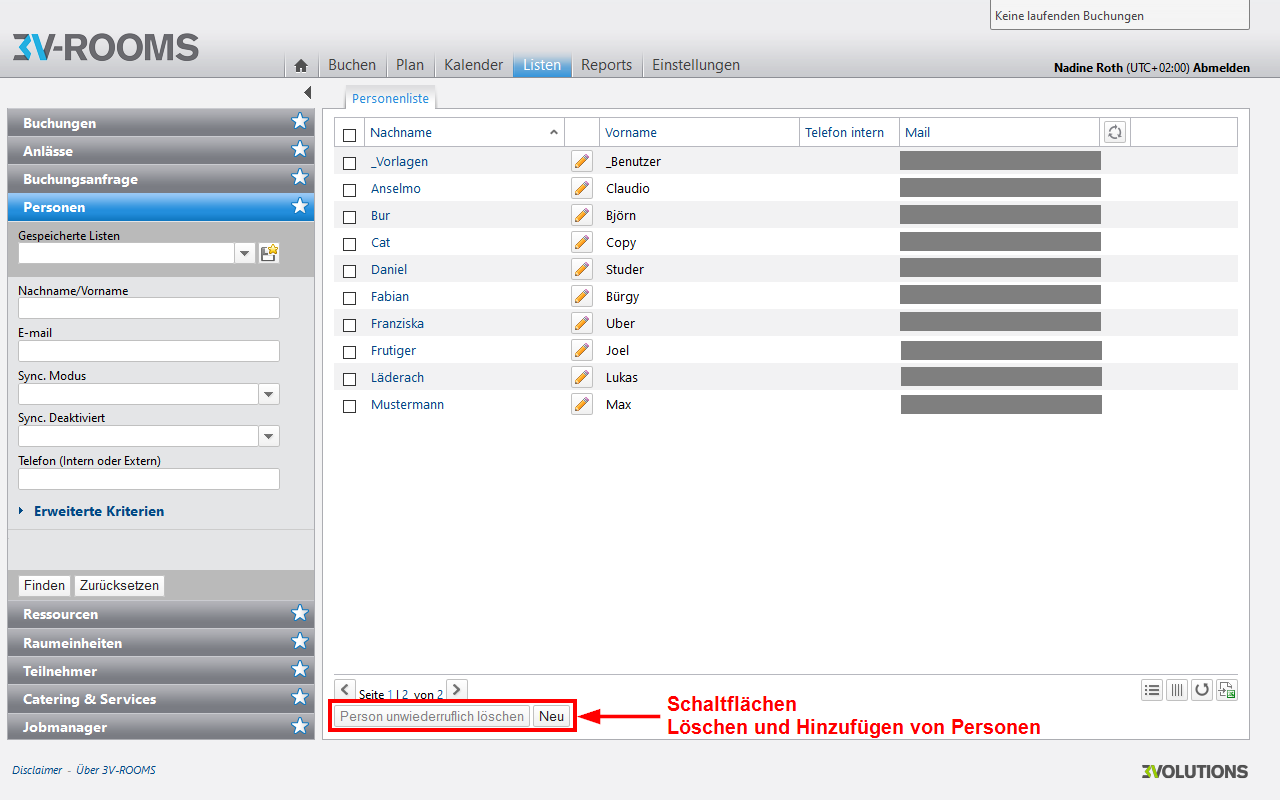 Keine laufenden Buchungen
3V-ROOMS
Buchen Plan Kalender Listen Reports Einstellungen
Nadine Roth (UTC+02:00) Abmelden
Buchungen
Anlässe
Buchungsanfrage
Personen
Gespeicherte Listen
Nachname/Vorname
E-mail
Sync. Modus
Sync. Deaktiviert
Telefon (Intern oder Extern)
Erweiterte Kriterien
Finden Zurücksetzen
Ressourcen
Raumeinheiten
Teilnehmer
Catering & Services
Jobmanager
Personenliste
Nachname Vorname Telefon intern Mail
_Vorlagen _Benutzer
Anselmo Claudio
Bur Björn
Cat Copy
Daniel Studer
Fabian Bürgy
Franziska Uber
Frutiger Joel
Läderach Lukas
Mustermann Max
Seite 1 | 2 von 2
Person unwiederruflich löschen Neu
Schaltflächen
Löschen und Hinzufügen von Personen
Disclaimer - Über 3V-ROOMS
3VOLUTIONS